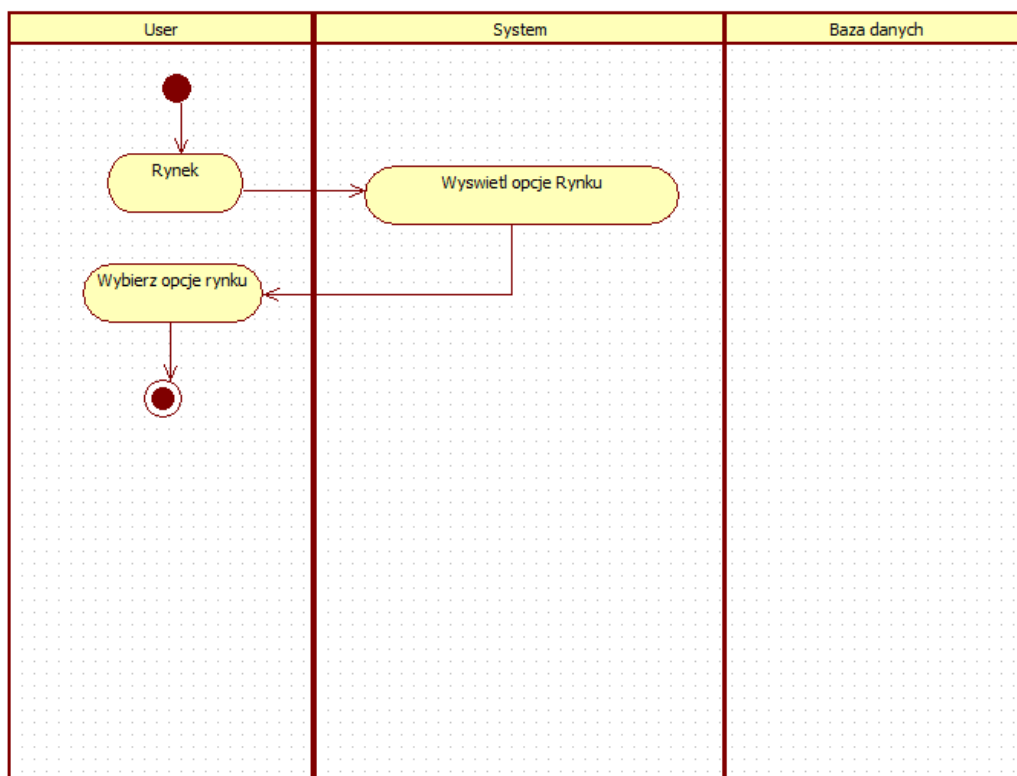 User
System
Baza danych
Rynek
Wyswietl opcje Rynku
Wybierz opcje rynku